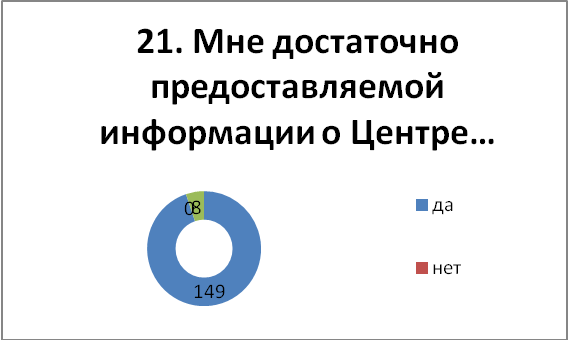 21. Мне достаточно
предоставляемой
информации о Центре…
0
8
149
да
нет